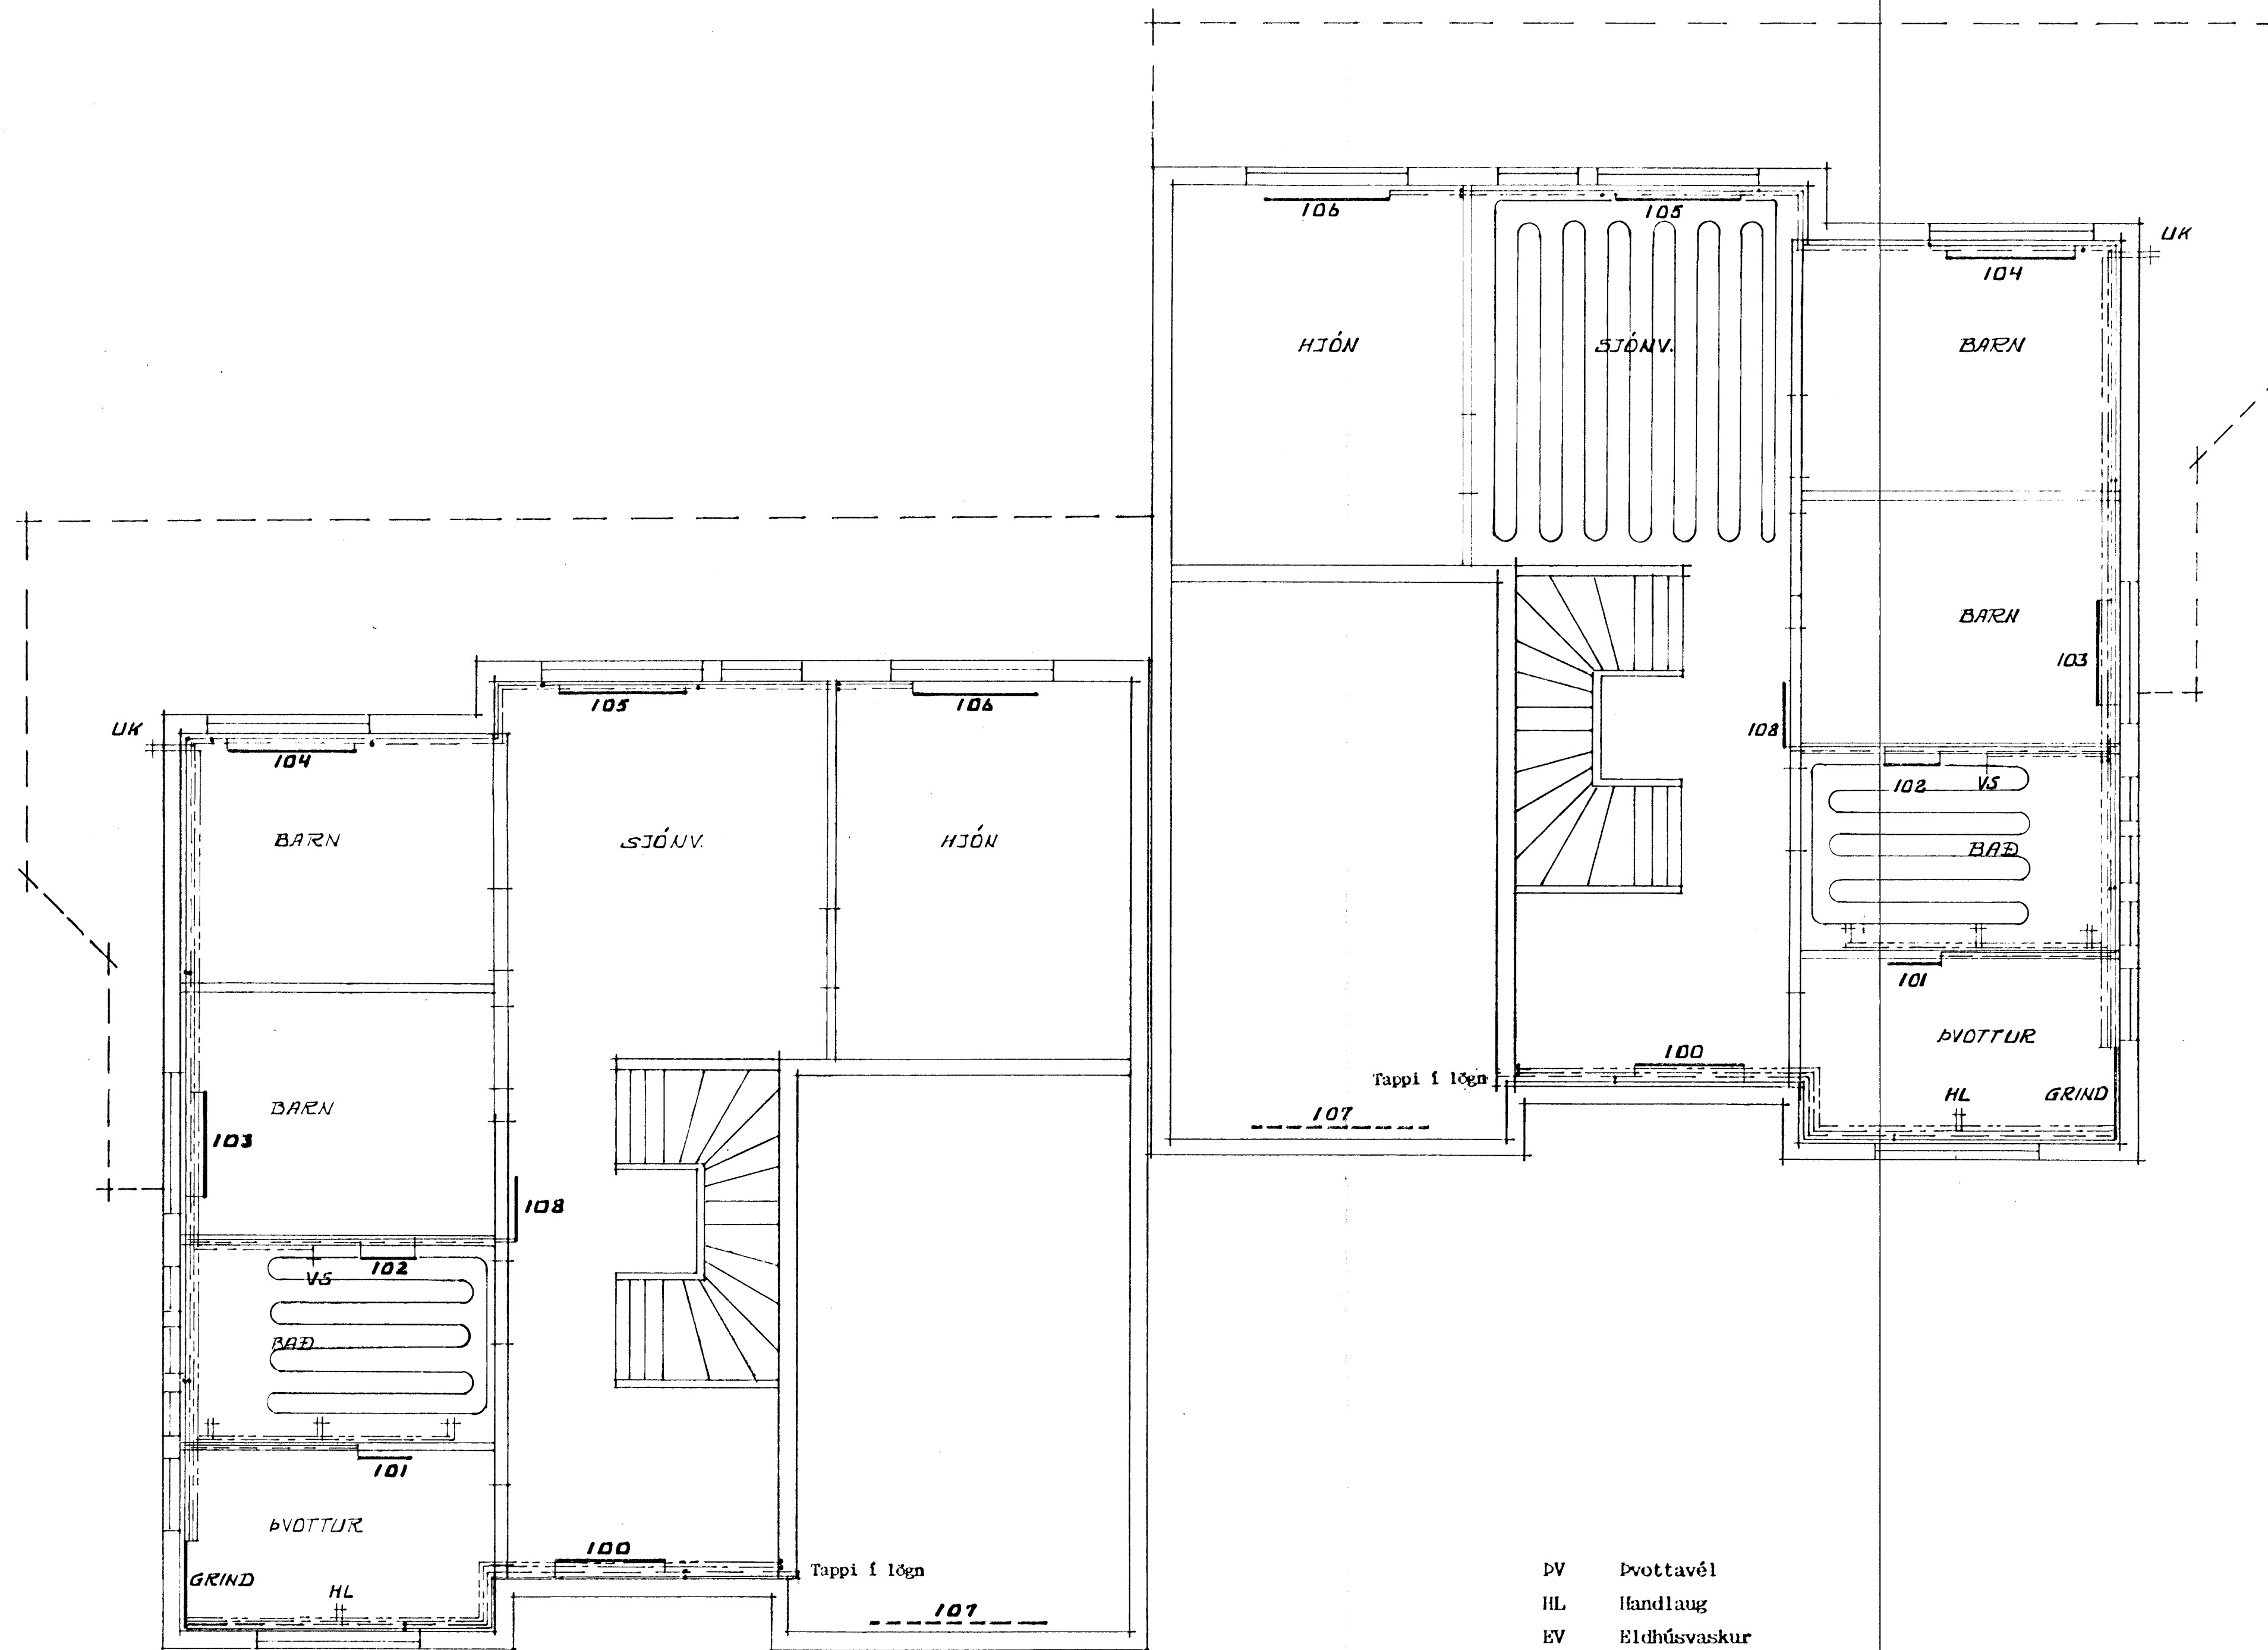 106
105
UK
104
HJÓN
SJÓNV.
BARN
BARN
103
108
102
VS
BAÐ
101
ÞVOTTUR
100
Tappi í lögn
HL
GRIND
107
105
106
UK
104
BARN
SJÓNV.
HJÓN
BARN
103
108
VS
102
BAÐ
101
ÞVOTTUR
100
Tappi í lögn
GRIND
HL
107
ÞV Þvottavél
HL Handlaug
EV Eldhúsvaskur